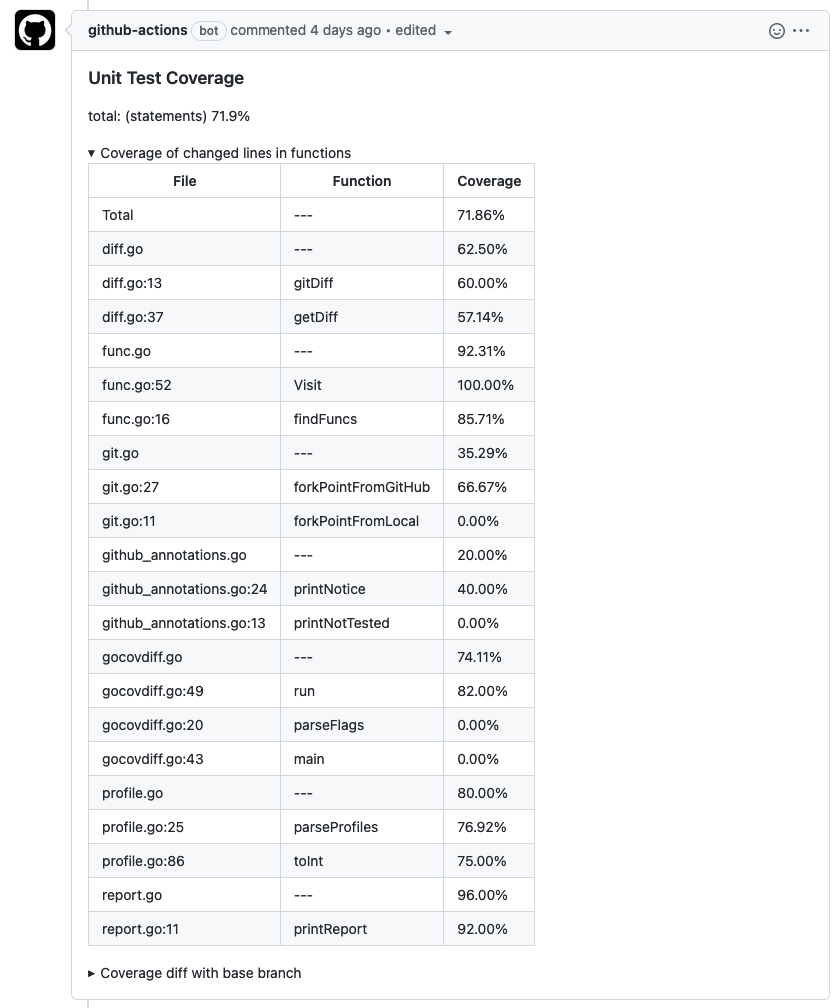 github-actions bot commented 4 days ago • edited
Unit Test Coverage
total: (statements) 71.9%
Coverage of changed lines in functions
File Function Coverage
Total --- 71.86%
diff.go --- 62.50%
diff.go:13 gitDiff 60.00%
diff.go:37 getDiff 57.14%
func.go --- 92.31%
func.go:52 Visit 100.00%
func.go:16 findFuncs 85.71%
git.go --- 35.29%
git.go:27 forkPointFromGitHub 66.67%
git.go:11 forkPointFromLocal 0.00%
github_annotations.go --- 20.00%
github_annotations.go:24 printNotice 40.00%
github_annotations.go:13 printNotTested 0.00%
gocovdiff.go --- 74.11%
gocovdiff.go:49 run 82.00%
gocovdiff.go:20 parseFlags 0.00%
gocovdiff.go:43 main 0.00%
profile.go --- 80.00%
profile.go:25 parseProfiles 76.92%
profile.go:86 toInt 75.00%
report.go --- 96.00%
report.go:11 printReport 92.00%
Coverage diff with base branch